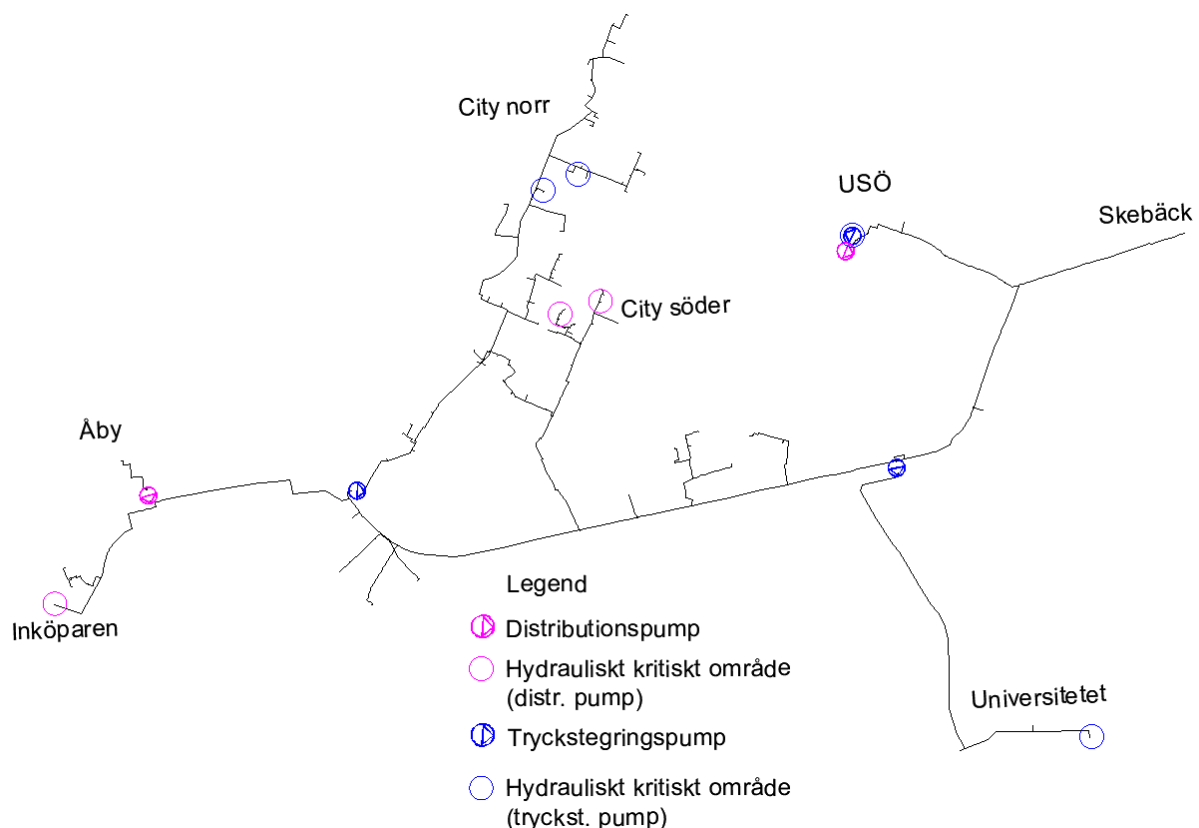 City norr
USÖ
Skebäck
City söder
Åby
Inköparen
Universitetet
Legend
Distributionspump
Hydrauliskt kritiskt område
(distr. pump)
Tryckstegringspump
Hydrauliskt kritiskt område
(tryckst. pump)